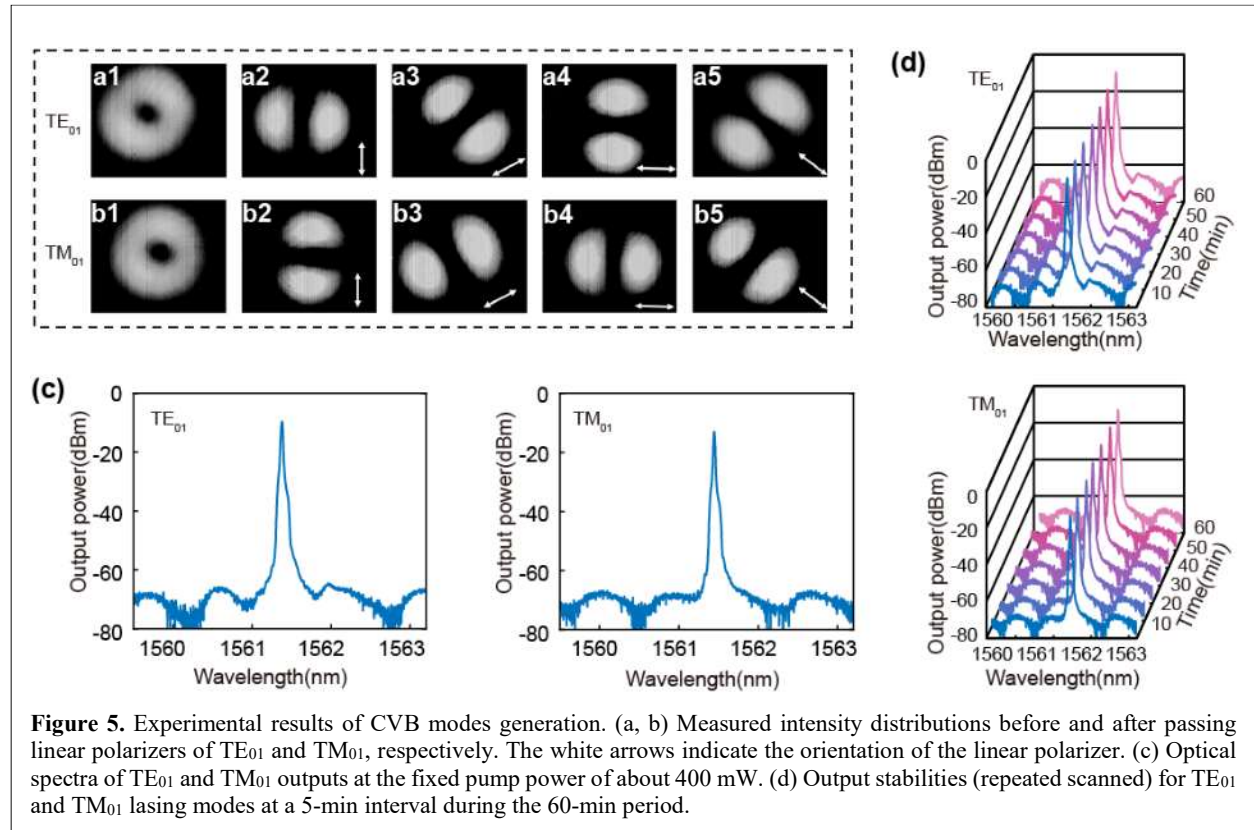 a1 a2 a3 a4 a5
TE01
b1 b2 b3 b4 b5
TM01
(d)
TE01
0
-20
-40
-60
-80
Output power(dBm)
1560 1561 1562 1563
Wavelength(nm)
10 20 30 40 50 60
Time(min)
(c)
TE01
0
-20
-40
-60
-80
Output power(dBm)
1560 1561 1562 1563
Wavelength(nm)
TM01
0
-20
-40
-60
-80
Output power(dBm)
1560 1561 1562 1563
Wavelength(nm)
TM01
0
-20
-40
-60
-80
Output power(dBm)
1560 1561 1562 1563
Wavelength(nm)
10 20 30 40 50 60
Time(min)
Figure 5. Experimental results of CVB modes generation. (a, b) Measured intensity distributions before and after passing
linear polarizers of TE01 and TM01, respectively. The white arrows indicate the orientation of the linear polarizer. (c) Optical
spectra of TE01 and TM01 outputs at the fixed pump power of about 400 mW. (d) Output stabilities (repeated scanned) for TE01
and TM01 lasing modes at a 5-min interval during the 60-min period.